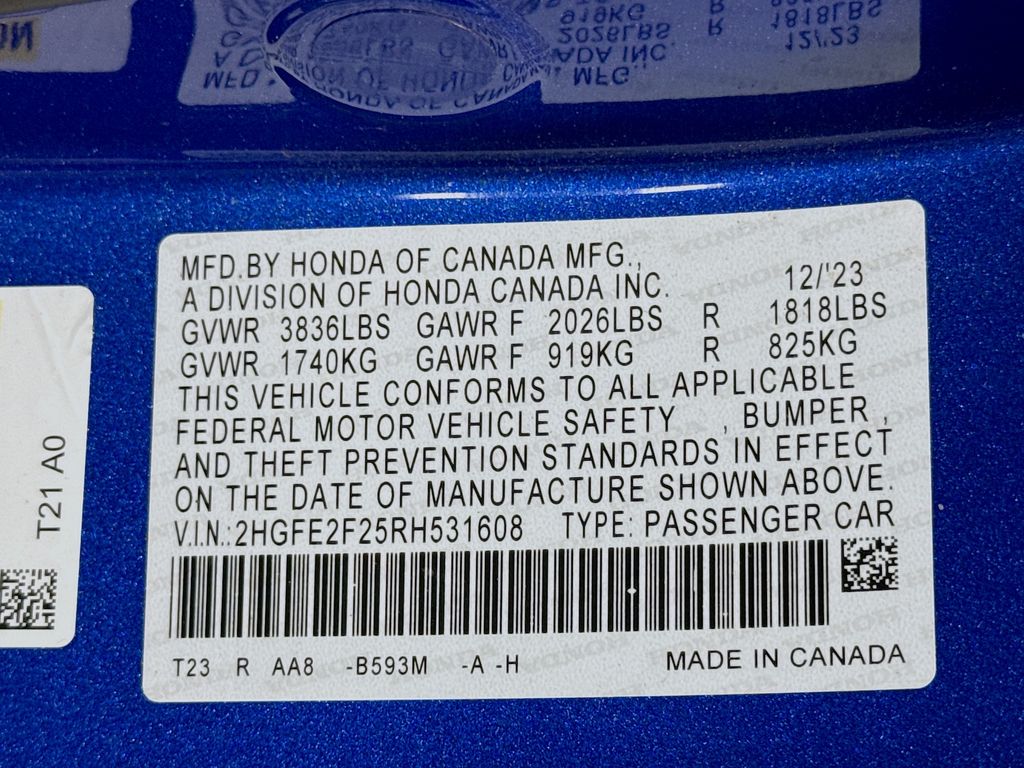 MFD.BY HONDA OF CANADA MFG.,
A DIVISION OF HONDA CANADA INC. 12/'23
GVWR 3836LBS GAWR F 2026LBS R 1818LBS
GVWR 1740KG GAWR F 919KG R 825KG
THIS VEHICLE CONFORMS TO ALL APPLICABLE
FEDERAL MOTOR VEHICLE SAFETY , BUMPER ,
AND THEFT PREVENTION STANDARDS IN EFFECT
ON THE DATE OF MANUFACTURE SHOWN ABOVE.
V.I.N.:2HGFE2F25RH531608 TYPE: PASSENGER CAR
T23 R AA8 -B593M -A -H MADE IN CANADA
T21 A0